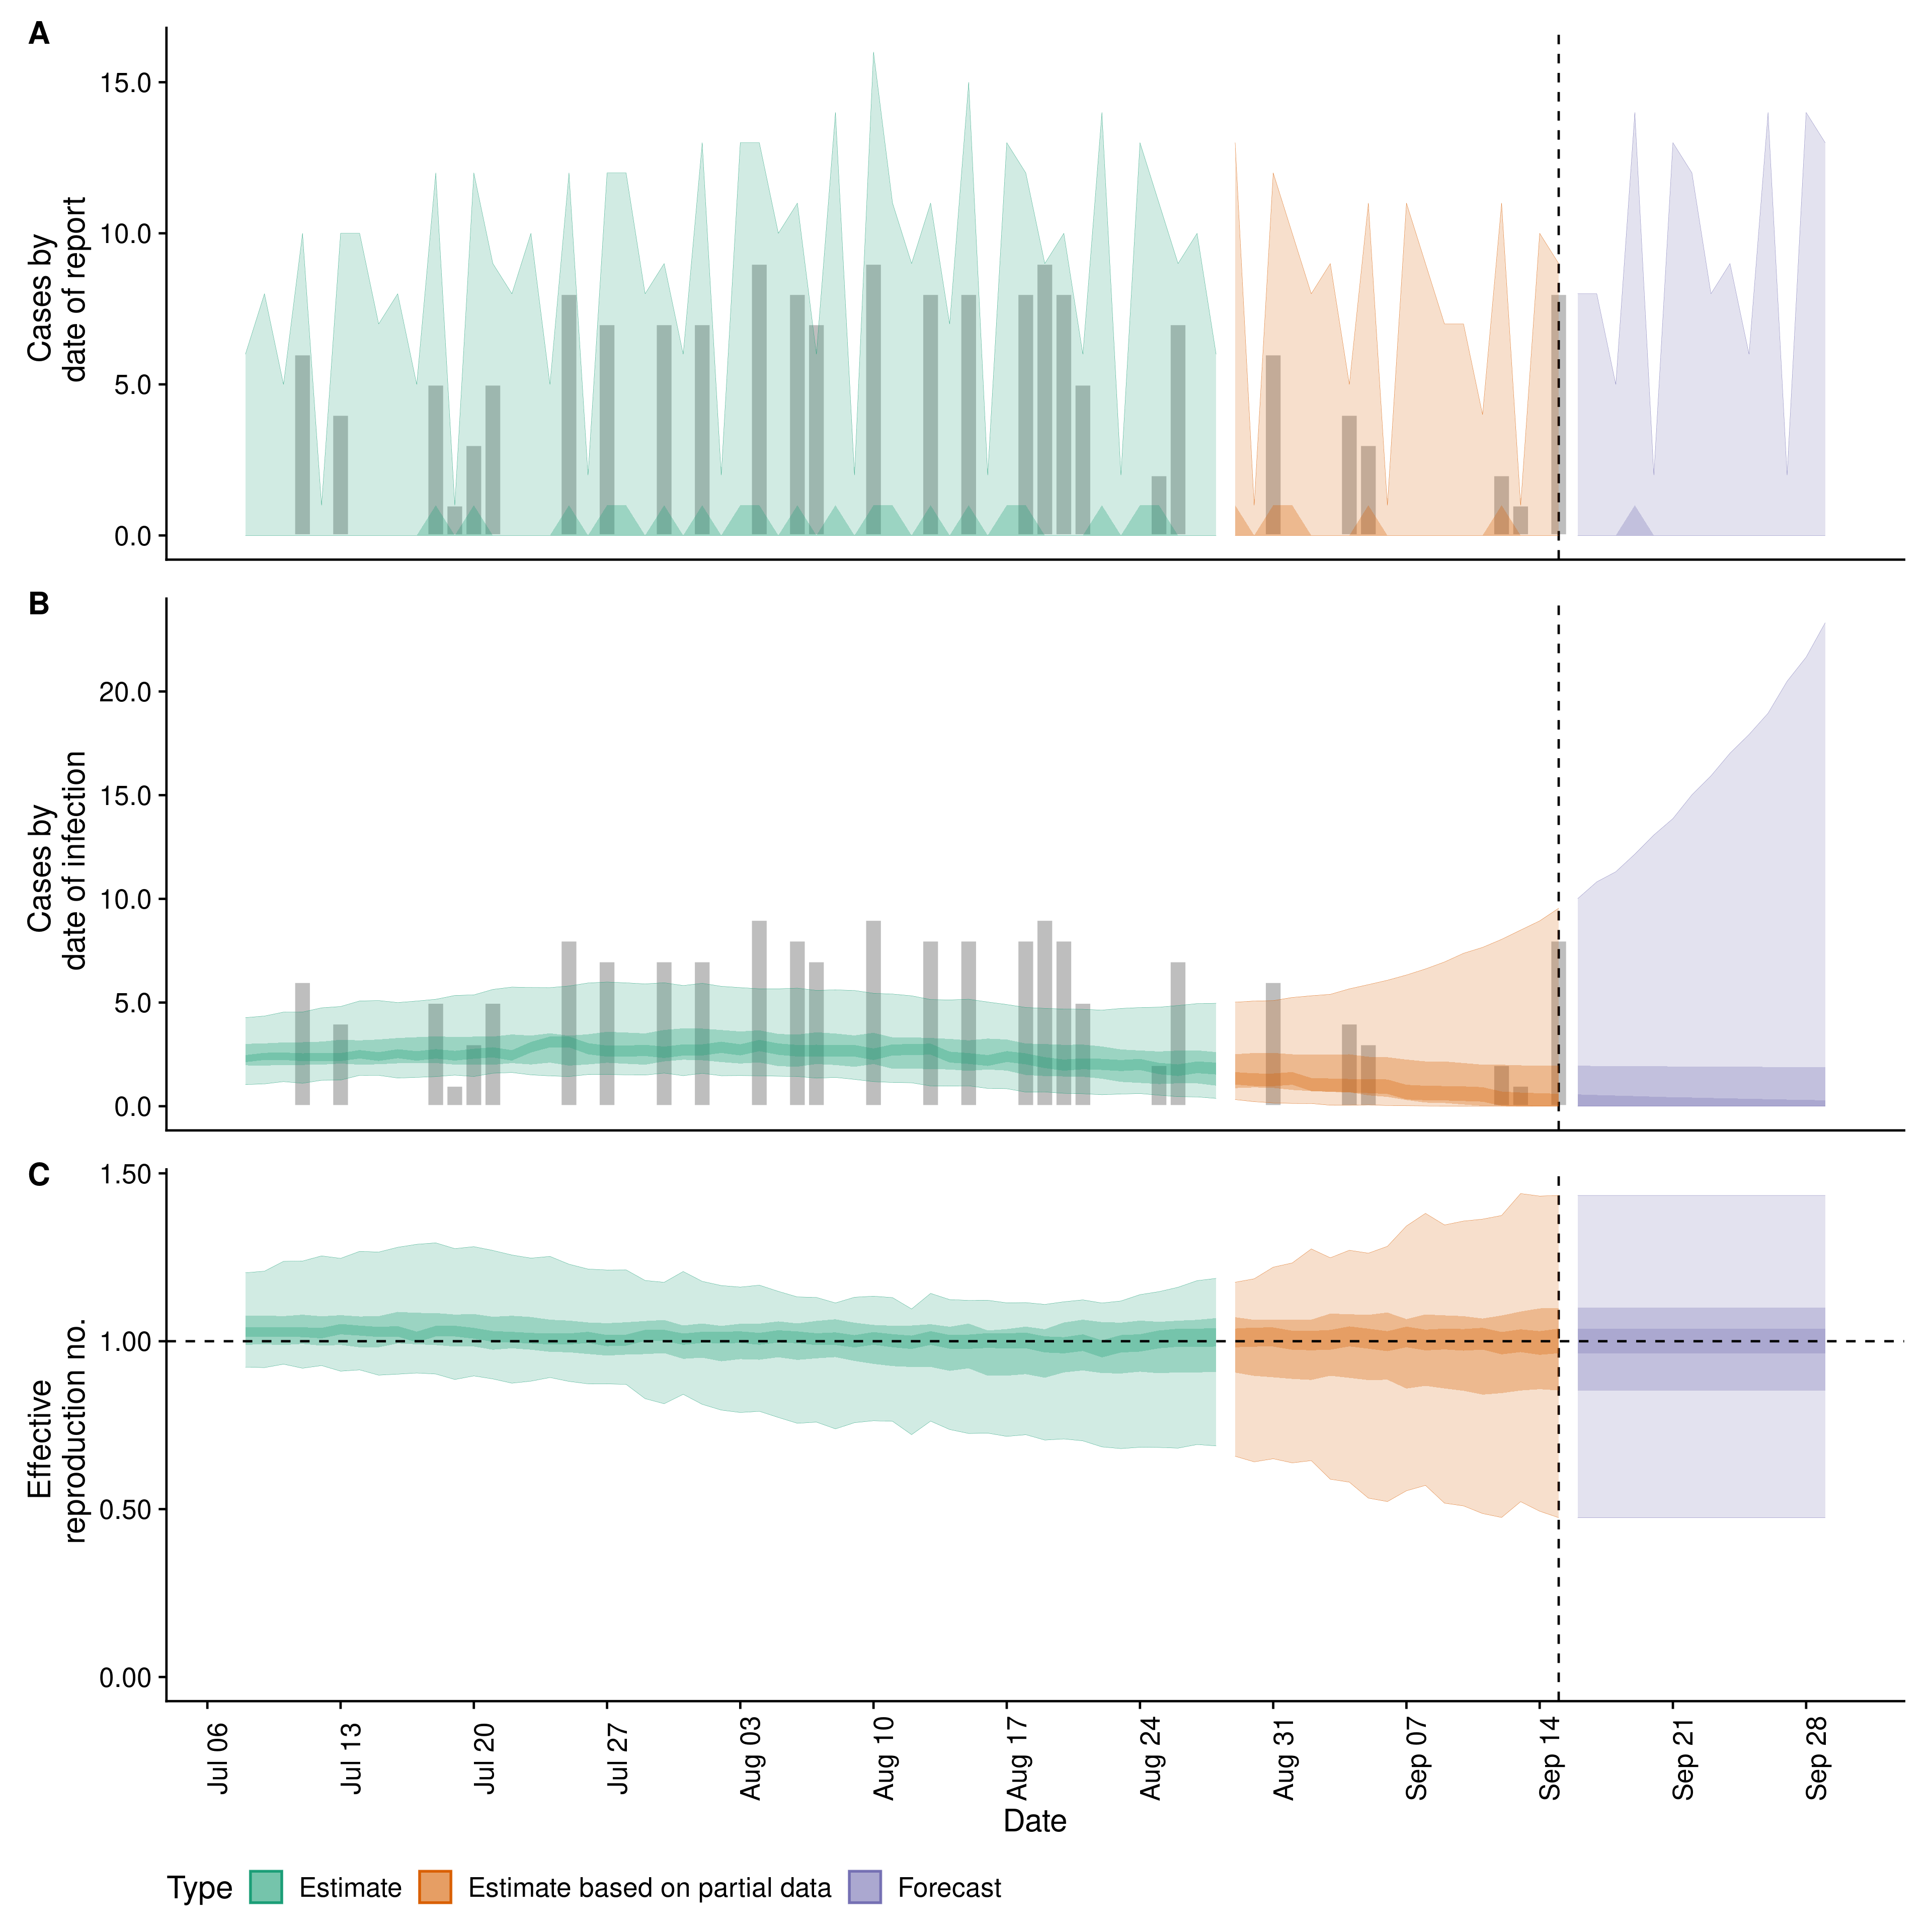 A
Cases by
date of report
15.0
10.0
5.0
0.0
B
Cases by
date of infection
20.0
15.0
10.0
5.0
0.0
C
Effective
reproduction no.
1.50
1.00
0.50
0.00
Jul 06
Jul 13
Jul 20
Jul 27
Aug 03
Aug 10
Aug 17
Aug 24
Aug 31
Sep 07
Sep 14
Sep 21
Sep 28
Date
Type Estimate Estimate based on partial data Forecast